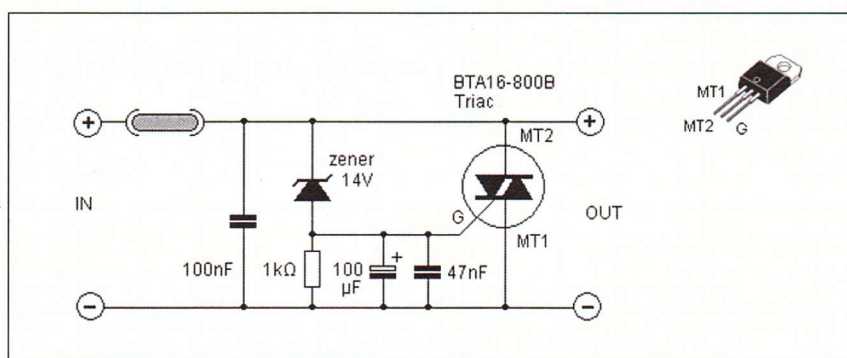 BTA16-800B
Triac
MT1
MT2
G
+
+
MT2
zener
14V
IN
G
OUT
MT1
100nF
1kΩ
100
µF
+
47nF
−
−